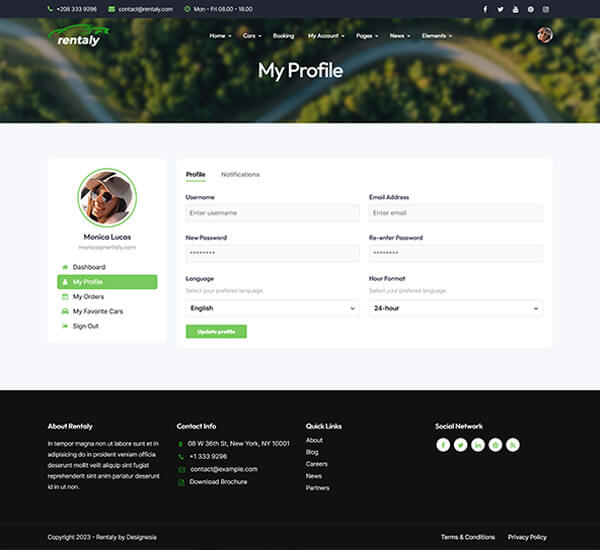 +208 333 9296 contact@rentaly.com Mon - Fri 08.00 - 18.00
rentaly Home Cars Booking My Account Pages News Elements
My Profile
Monica Lucas
monica@rentaly.com
Dashboard
My Profile
My Orders
My Favorite Cars
Sign Out
Profile Notifications
Username Email Address
Enter username Enter email
New Password Re-enter Password
******** ********
Language Hour Format
Select your prefered language. Select your prefered language.
English 24-hour
Update profile
About Rentaly
In tempor magna non ut labore sunt et in
adipisicing do in proident veniam officia
deserunt mollit velit aliquip sint fugiat
reprehenderit sint anim pariatur deserunt
id in ut non.
Contact Info
08 W 36th St, New York, NY 10001
+1 333 9296
contact@example.com
Download Brochure
Quick Links
About
Blog
Careers
News
Partners
Social Network
Copyright 2023 - Rentaly by Designesia Terms & Conditions Privacy Policy